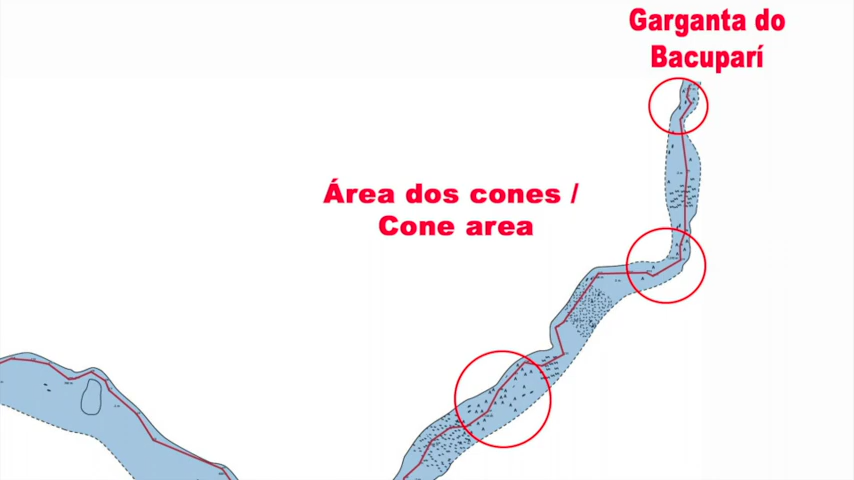 Garganta do
Bacuparí
Área dos cones /
Cone area